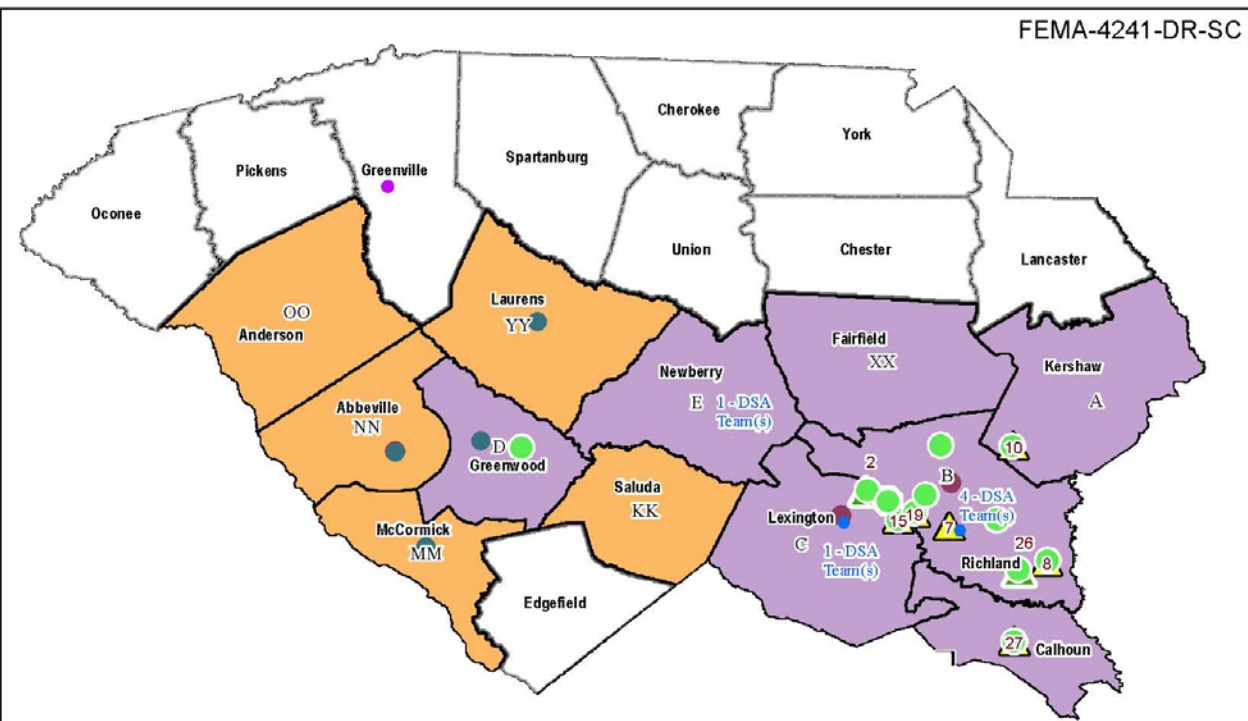 FEMA-4241-DR-SC
Cherokee
York
Spartanburg
Pickens
Greenville
Oconee
Union
Chester
Lancaster
Laurens
YY
OO
Anderson
Fairfield
XX
Kershaw
A
Newberry
E
1 - DSA
Team(s)
Abbeville
NN
D
Greenwood
10
2
B
Saluda
KK
4 - DSA
Team(s)
Lexington
C
15
19
7
McCormick
MM
1 - DSA
Team(s)
26
Richland
8
Edgefield
27
Calhoun